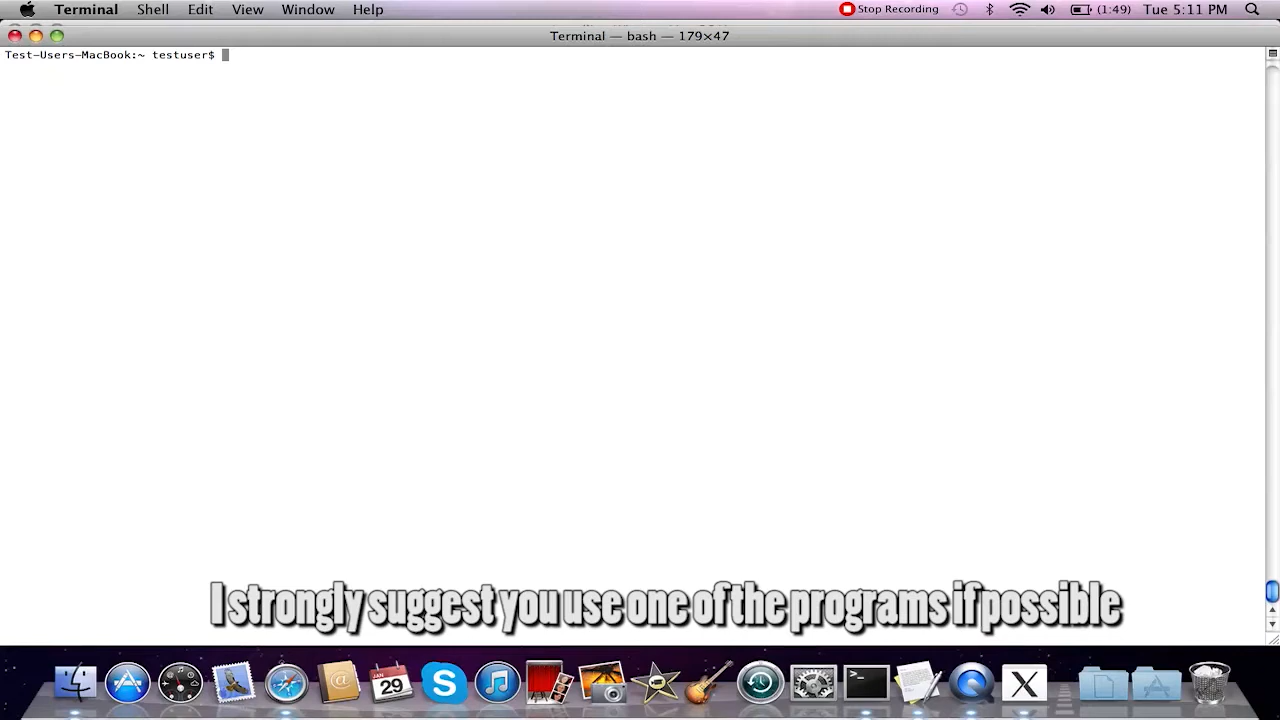 Terminal Shell Edit View Window Help Stop Recording (1:49) Tue 5:11 PM
Terminal — bash — 179×47
Test-Users-MacBook:~ testuser$
I strongly suggest you use one of the programs if possible
JAN
29
@
S
>_
X